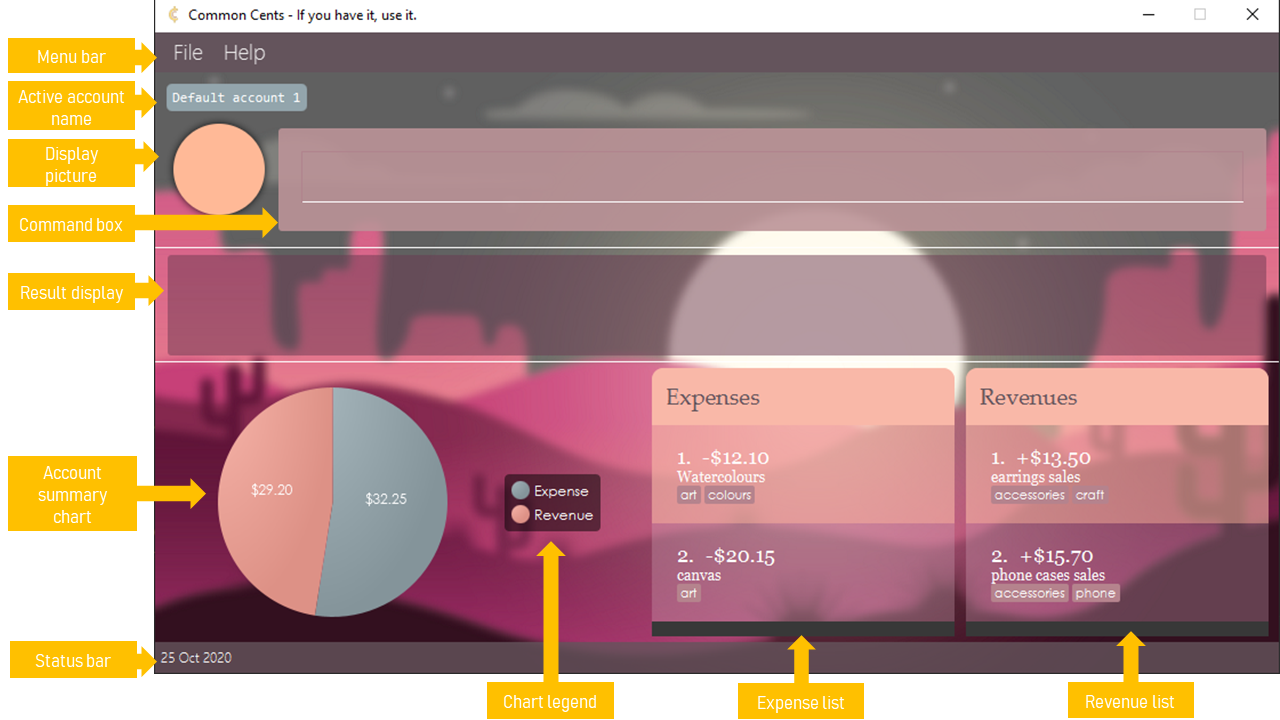 Common Cents - If you have it, use it.
Menu bar
File Help
Active account
name
Default account 1
Display
picture
Command box
Result display
Account
summary
chart
$29.20
$32.25
Expense
Revenue
Expenses
1. -$12.10
Watercolours
art colours
2. -$20.15
canvas
art
Revenues
1. +$13.50
earrings sales
accessories craft
2. +$15.70
phone cases sales
accessories phone
Status bar
25 Oct 2020
Chart legend
Expense list
Revenue list